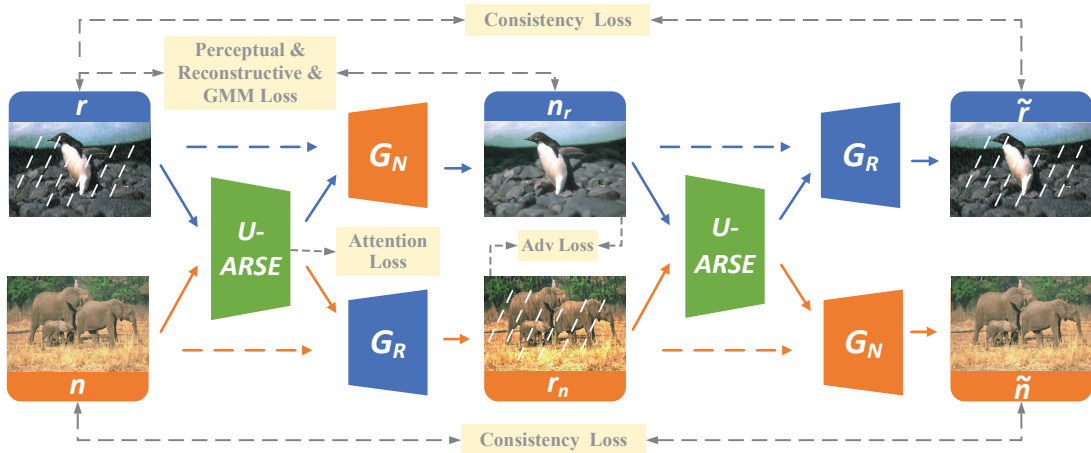 Consistency Loss
Perceptual &
Reconstructive &
GMM Loss
r
n_r
r̃
G_N
G_R
U-
ARSE
Attention
Loss
Adv Loss
U-
ARSE
G_R
G_N
n
r_n
ñ
Consistency Loss